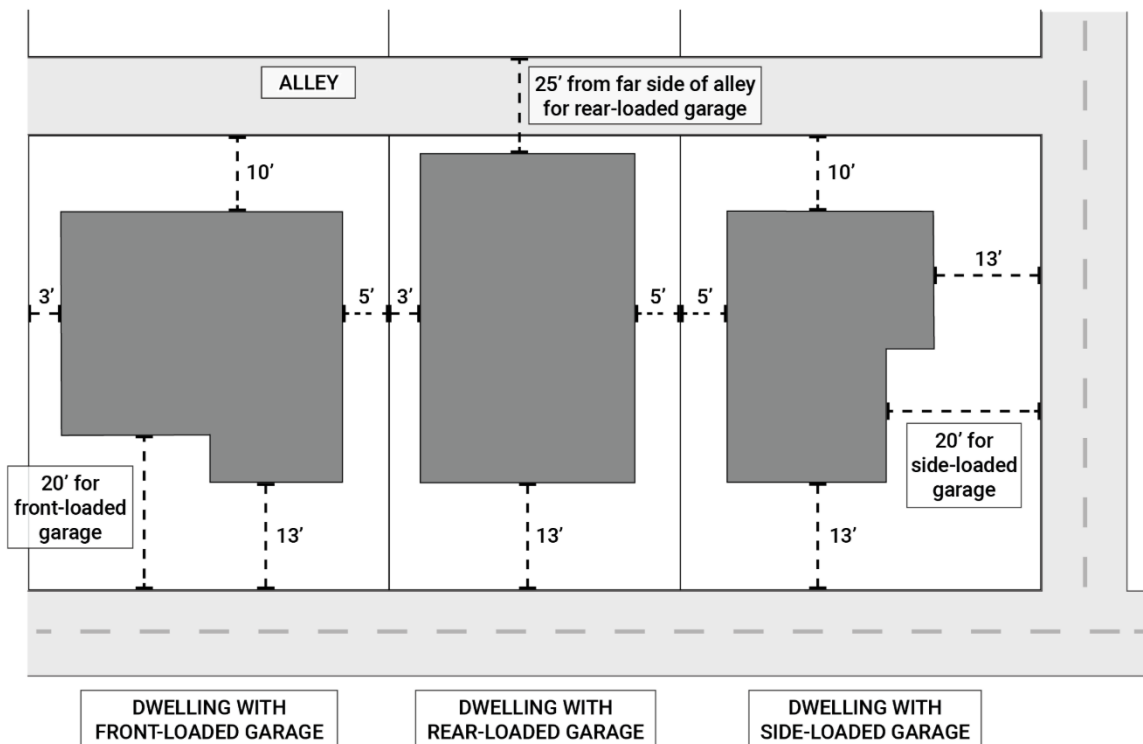 ALLEY
25’ from far side of alley
for rear-loaded garage
10’
10’
13’
3’
5’
3’
5’
5’
20’ for
front-loaded
garage
20’ for
side-loaded
garage
13’
13’
13’
DWELLING WITH
FRONT-LOADED GARAGE
DWELLING WITH
REAR-LOADED GARAGE
DWELLING WITH
SIDE-LOADED GARAGE